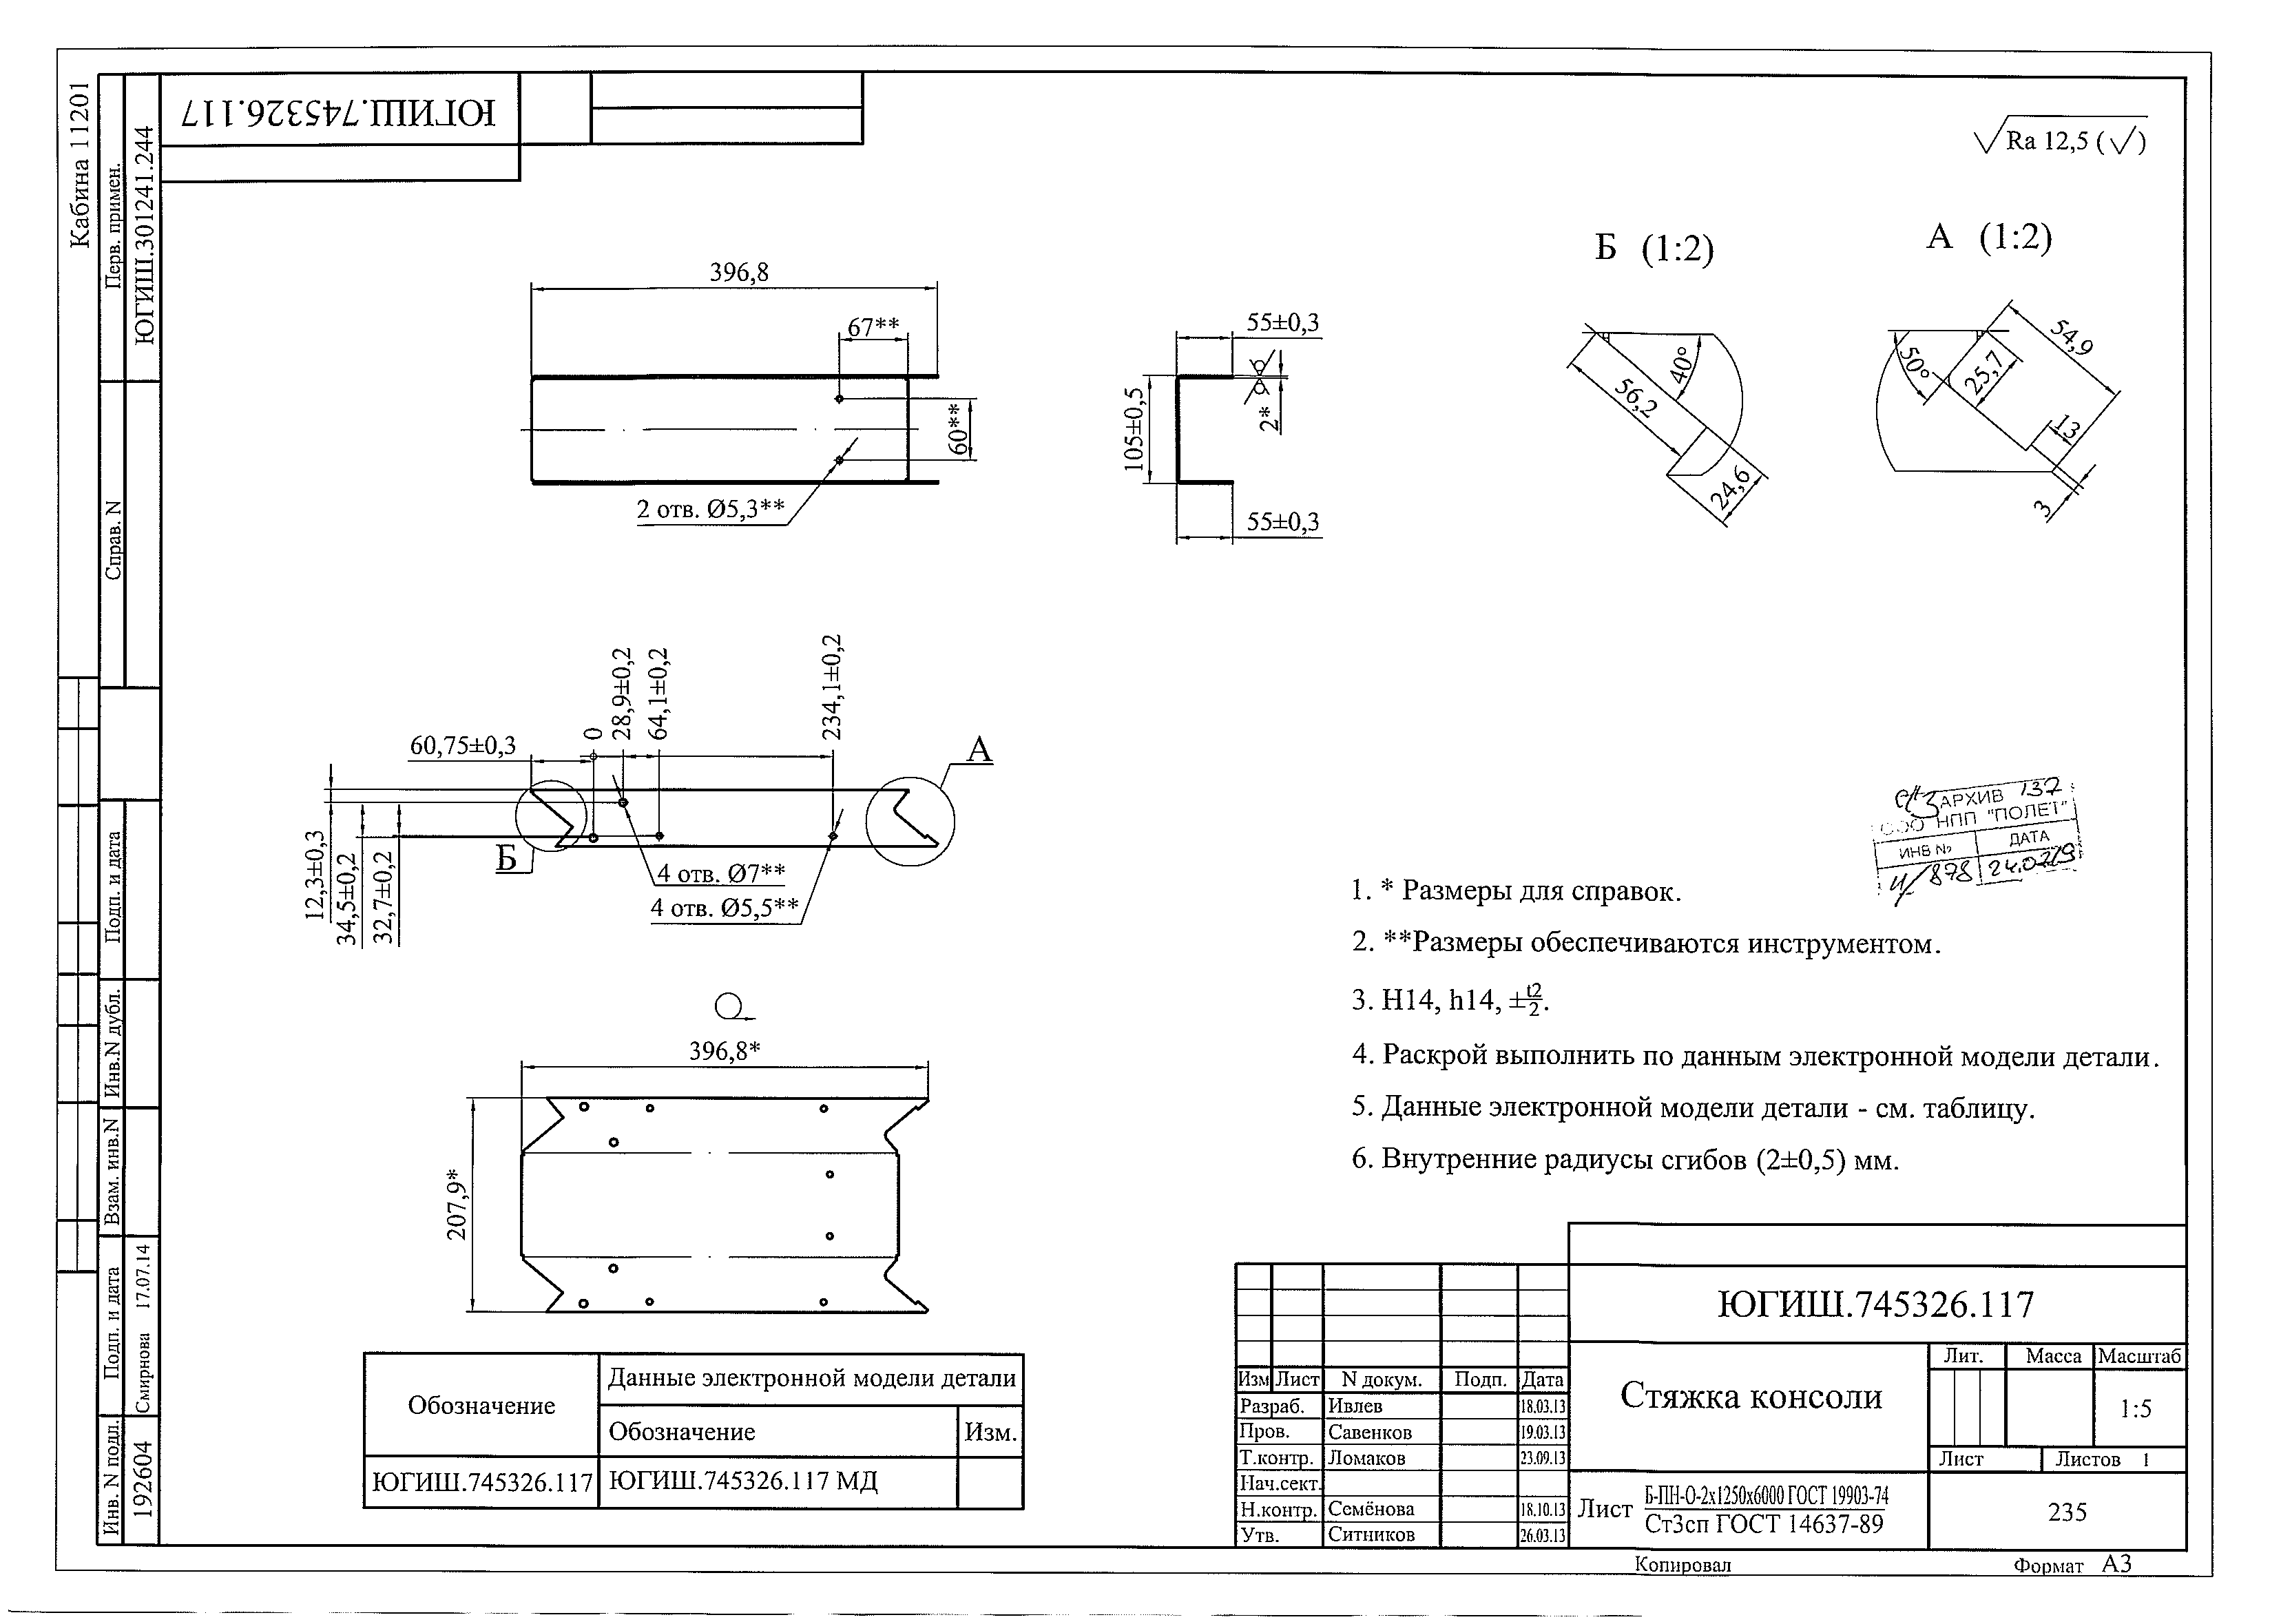 Кабина 11201
Перв. примен.
ЮГИШ.301241.244
Справ. N
Подп. и дата
Инв.N дубл.
Взам. инв.N
Подп. и дата
Смирнова 17.07.14
Инв. N подл.
192604
ЮГИШ.745326.117
Ra 12,5 (√)
396,8
67**
60**
2 отв. Ø5,3**
55±0,3
105±0,5
2*
55±0,3
Б (1:2)
40°
56,2
24,6
А (1:2)
50°
54,9
25,7
13
3
60,75±0,3
0
28,9±0,2
64,1±0,2
234,1±0,2
А
Б
12,3±0,3
34,5±0,2
32,7±0,2
4 отв. Ø7**
4 отв. Ø5,5**
396,8*
207,9*
АРХИВ 137
ООО НПП "ПОЛЕТ"
ИНВ № ДАТА
И/878
1. * Размеры для справок.
2. **Размеры обеспечиваются инструментом.
3. H14, h14, ±t2/2.
4. Раскрой выполнить по данным электронной модели детали.
5. Данные электронной модели детали - см. таблицу.
6. Внутренние радиусы сгибов (2±0,5) мм.
Обозначение
Данные электронной модели детали
Обозначение Изм.
ЮГИШ.745326.117 ЮГИШ.745326.117 МД
ЮГИШ.745326.117
Изм Лист N докум. Подп. Дата
Разраб. Ивлев 18.03.13
Пров. Савенков 19.03.13
Т.контр. Ломаков 23.09.13
Нач.сект.
Н.контр. Семёнова 18.10.13
Утв. Ситников 26.03.13
Стяжка консоли
Лит. Масса Масштаб
1:5
Лист Листов 1
Лист Б-ПН-О-2х1250х6000 ГОСТ 19903-74
Ст3сп ГОСТ 14637-89
235
Копировал Формат А3